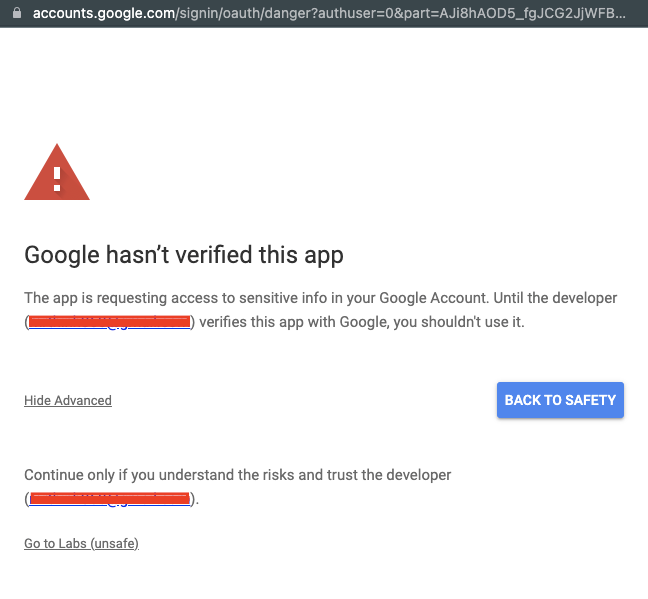 accounts.google.com/signin/oauth/danger?authuser=0&part=AJi8hAOD5_fgJCG2JjWFB...
Google hasn’t verified this app
The app is requesting access to sensitive info in your Google Account. Until the developer
() verifies this app with Google, you shouldn't use it.
Hide Advanced
BACK TO SAFETY
Continue only if you understand the risks and trust the developer
().
Go to Labs (unsafe)